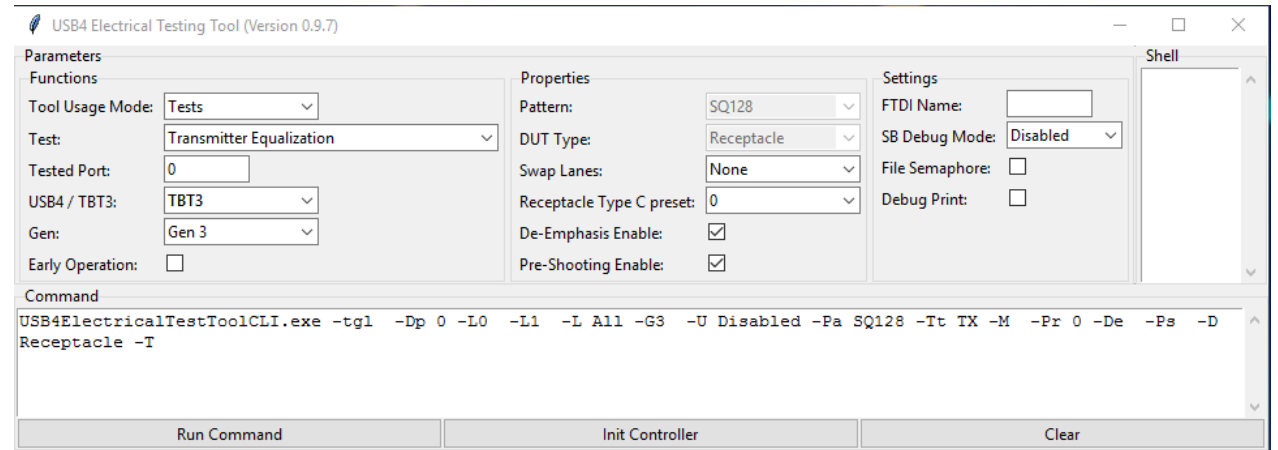 USB4 Electrical Testing Tool (Version 0.9.7)
Parameters
Shell
Functions
Tool Usage Mode: Tests
Test: Transmitter Equalization
Tested Port: 0
USB4 / TBT3: TBT3
Gen: Gen 3
Early Operation:
Properties
Pattern: SQ128
DUT Type: Receptacle
Swap Lanes: None
Receptacle Type C preset: 0
De-Emphasis Enable:
Pre-Shooting Enable:
Settings
FTDI Name:
SB Debug Mode: Disabled
File Semaphore:
Debug Print:
Command
USB4ElectricalTestToolCLI.exe -tgl  -Dp 0 -L0  -L1  -L All -G3  -U Disabled -Pa SQ128 -Tt TX -M  -Pr 0 -De  -Ps  -D
Receptacle -T
Run Command
Init Controller
Clear